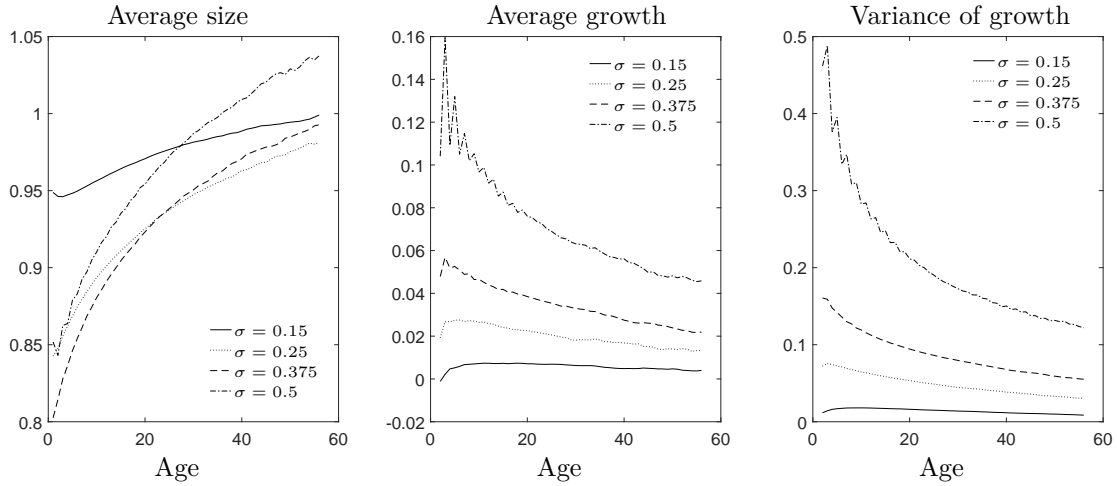 Average size
1.05
1
0.95
0.9
0.85
0.8
0
20
40
60
σ = 0.15
σ = 0.25
σ = 0.375
σ = 0.5
Age
Average growth
0.16
0.14
0.12
0.1
0.08
0.06
0.04
0.02
0
-0.02
0
20
40
60
σ = 0.15
σ = 0.25
σ = 0.375
σ = 0.5
Age
Variance of growth
0.5
0.4
0.3
0.2
0.1
0
0
20
40
60
σ = 0.15
σ = 0.25
σ = 0.375
σ = 0.5
Age